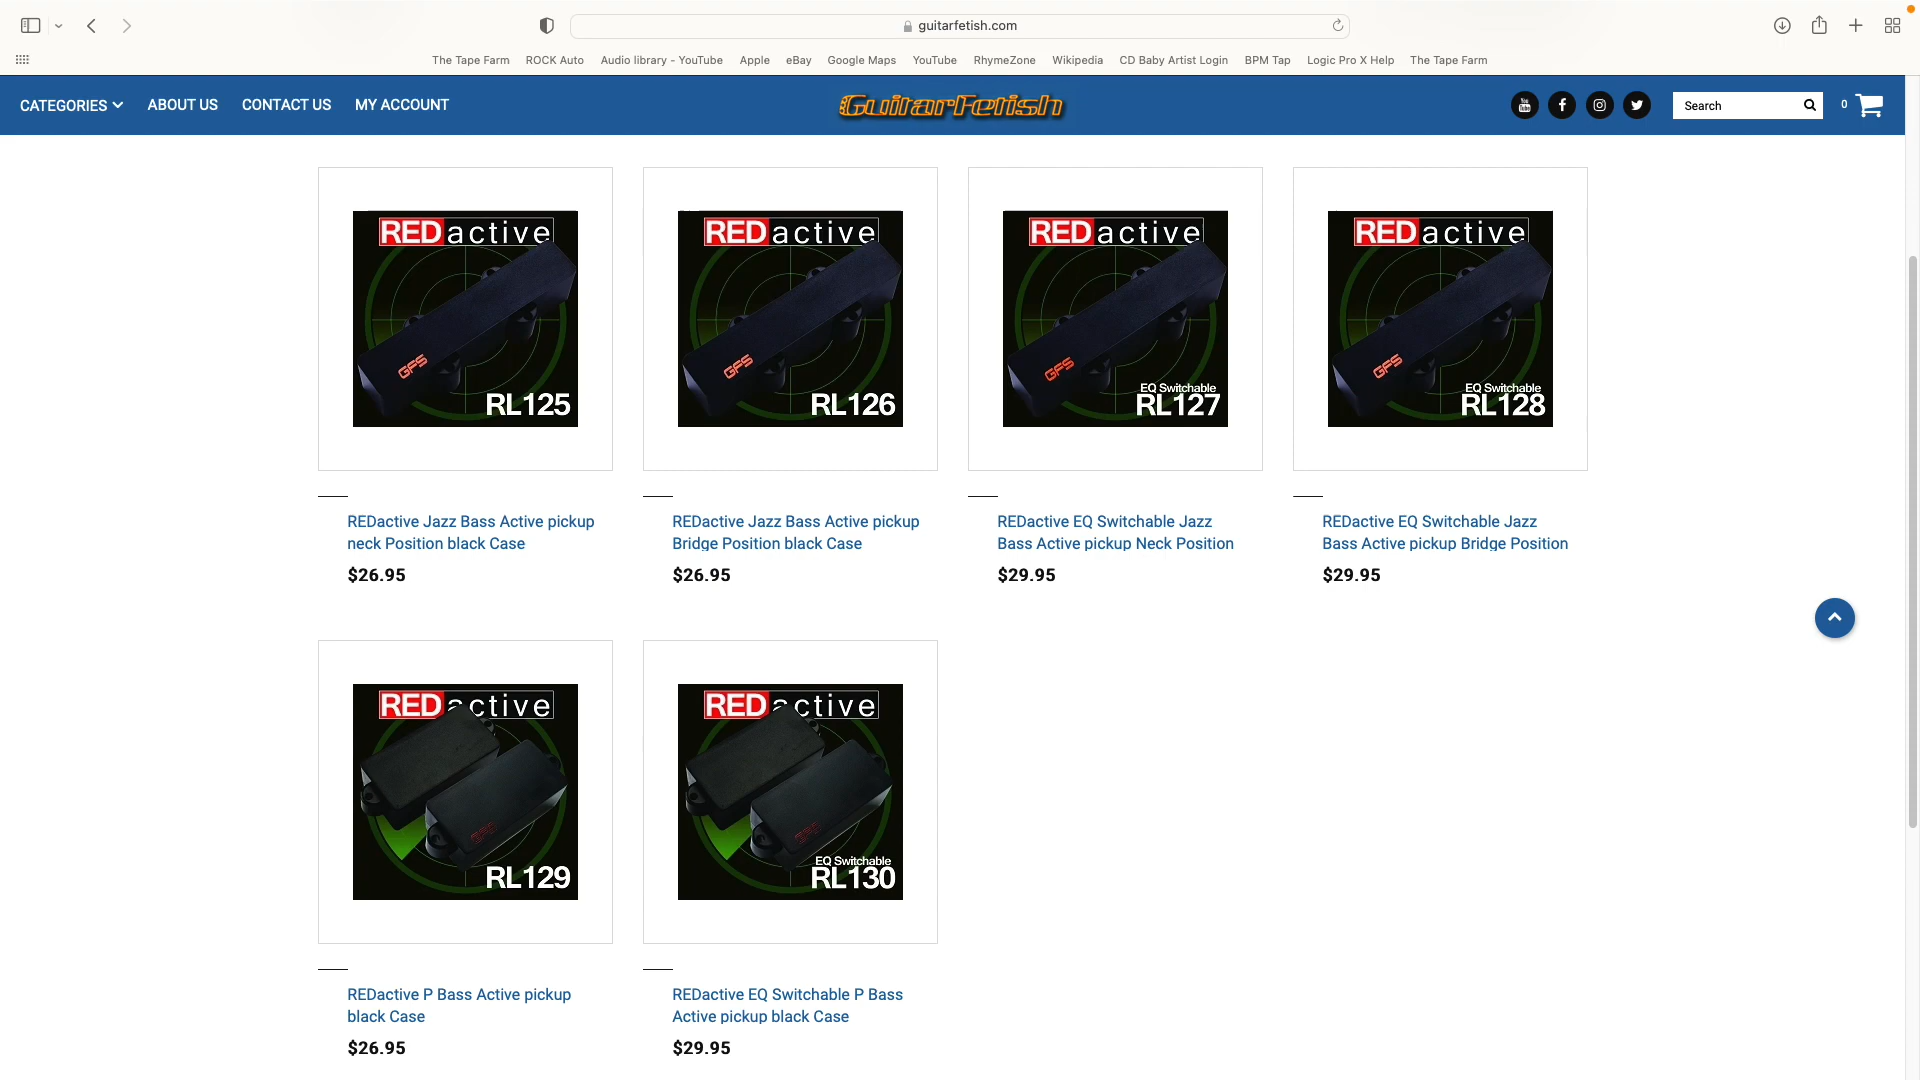 guitarfetish.com
The Tape Farm ROCK Auto Audio library - YouTube Apple eBay Google Maps YouTube RhymeZone Wikipedia CD Baby Artist Login BPM Tap Logic Pro X Help The Tape Farm
CATEGORIES ABOUT US CONTACT US MY ACCOUNT GuitarFetish You Tube Search 0
REDactive REDactive REDactive REDactive
GFS GFS GFS GFS
EQ Switchable EQ Switchable
RL125 RL126 RL127 RL128
REDactive Jazz Bass Active pickup
neck Position black Case
$26.95
REDactive Jazz Bass Active pickup
Bridge Position black Case
$26.95
REDactive EQ Switchable Jazz
Bass Active pickup Neck Position
$29.95
REDactive EQ Switchable Jazz
Bass Active pickup Bridge Position
$29.95
REDactive REDactive
GFS GFS
EQ Switchable
RL129 RL130
REDactive P Bass Active pickup
black Case
$26.95
REDactive EQ Switchable P Bass
Active pickup black Case
$29.95